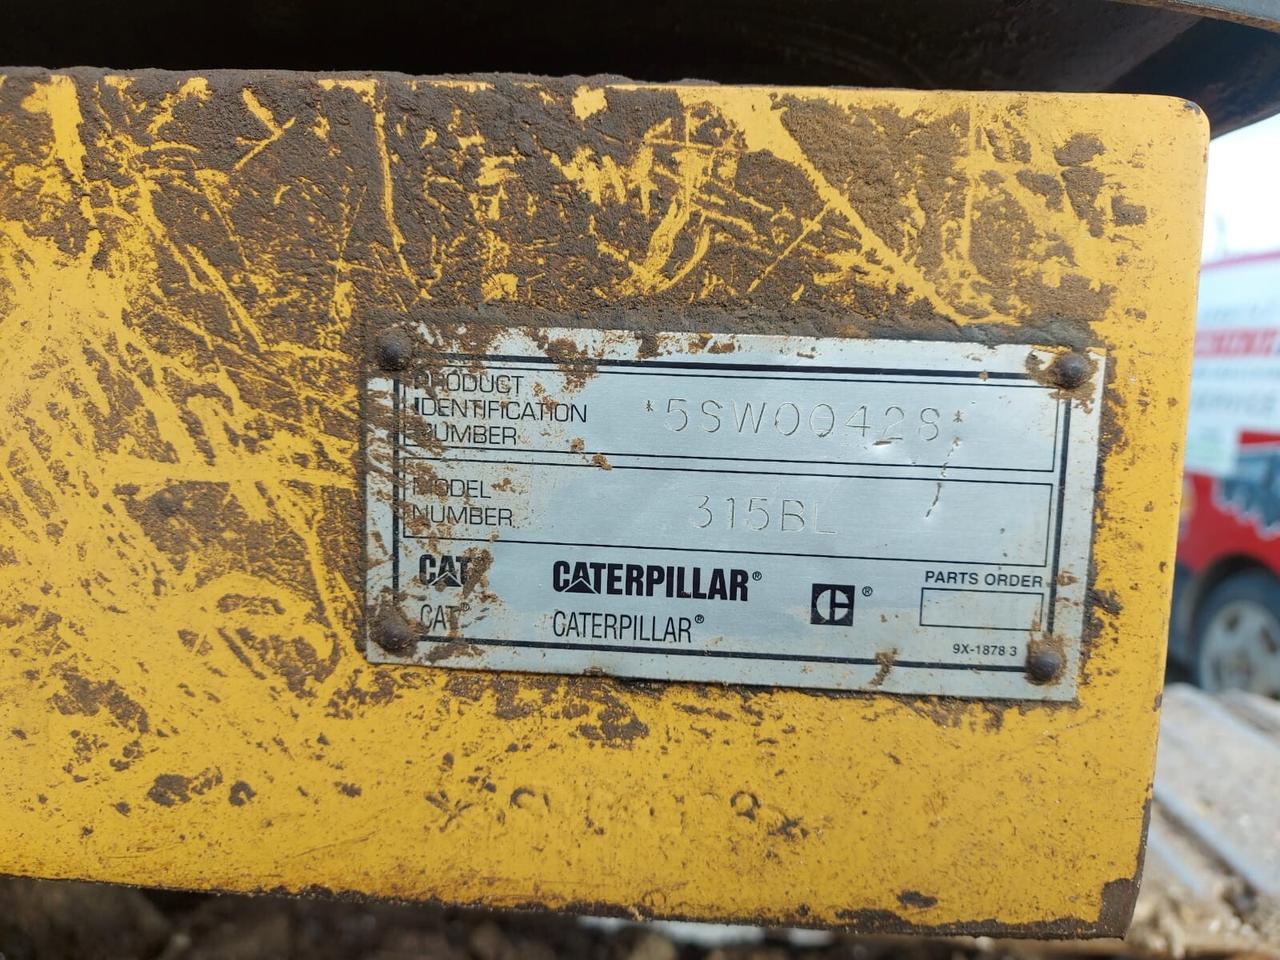 PRODUCT
IDENTIFICATION
NUMBER
*5SW00428*
MODEL
NUMBER
315BL
CAT
CATERPILLAR®
®
CAT®
CATERPILLAR®
PARTS ORDER
9X-1878 3